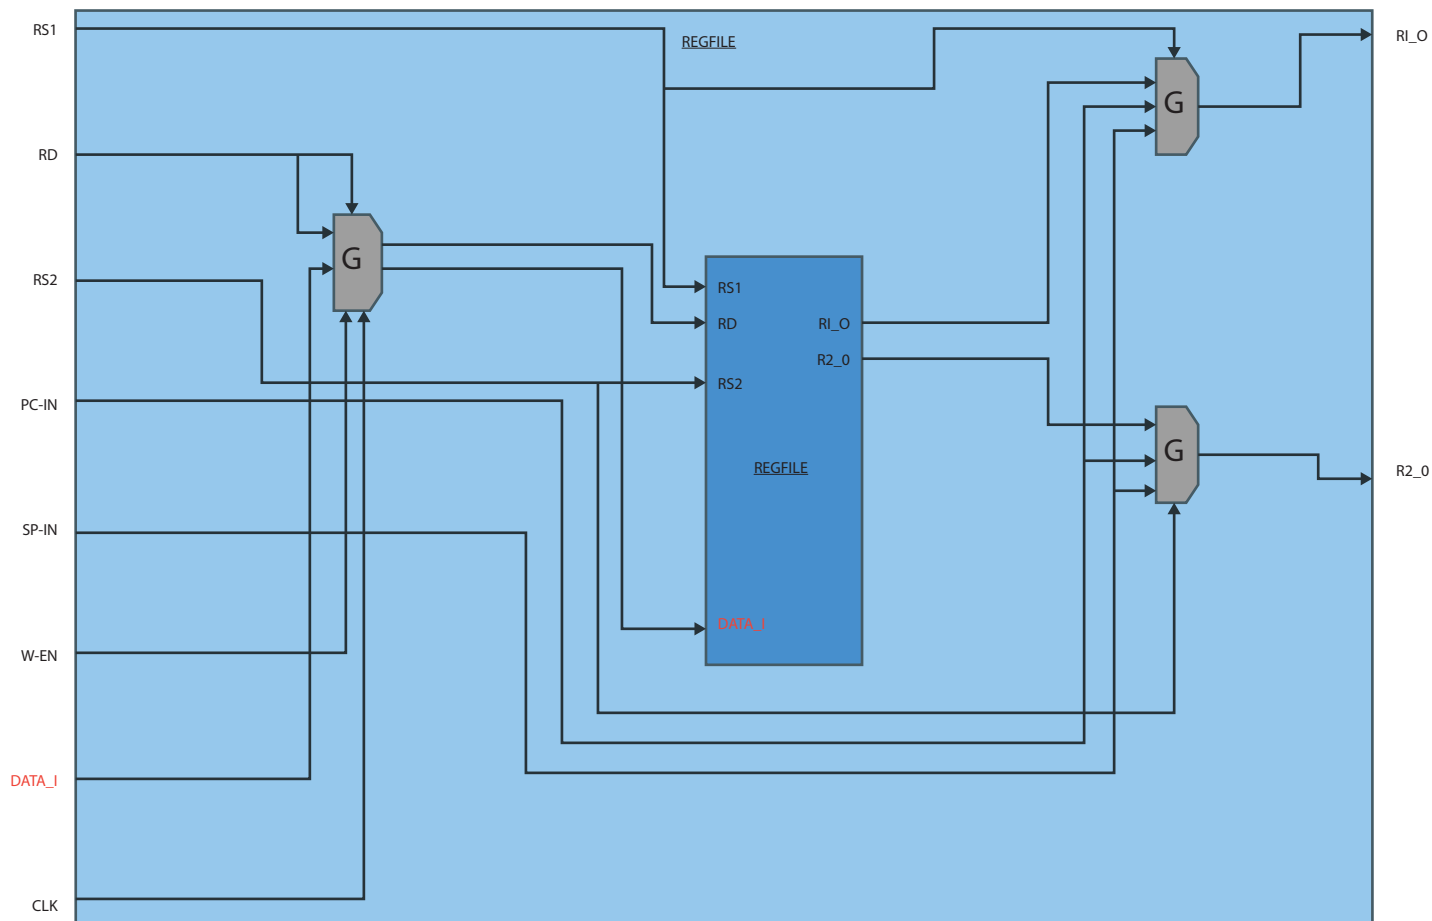 RS1
REGFILE
RI_O
G
RD
G
RS2
RS1
RD
RI_O
R2_0
RS2
PC-IN
G
REGFILE
R2_0
SP-IN
DATA_I
W-EN
DATA_I
CLK